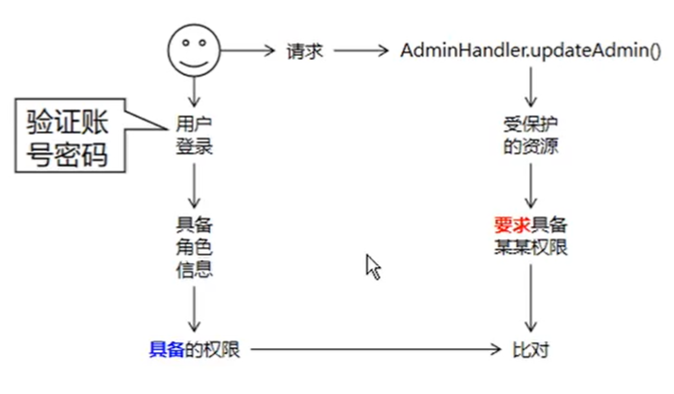 请求
AdminHandler.updateAdmin()
验证账
号密码
用户
登录
受保护
的资源
具备
角色
信息
要求具备
某某权限
具备的权限
比对